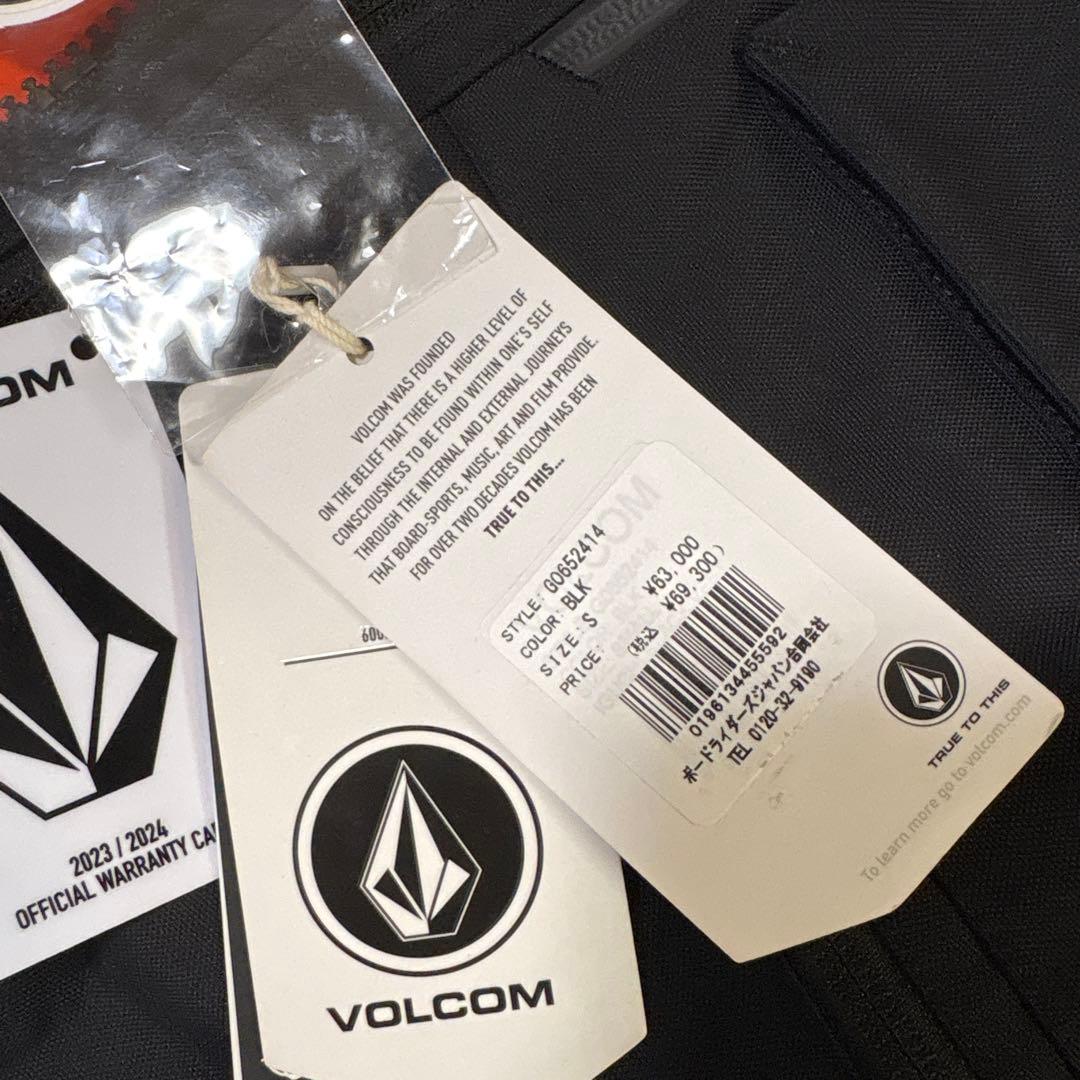 VOLCOM WAS FOUNDED
ON THE BELIEF THAT THERE IS A HIGHER LEVEL OF
CONSCIOUSNESS TO BE FOUND WITHIN ONE'S SELF
THROUGH THE INTERNAL AND EXTERNAL JOURNEYS
THAT BOARD-SPORTS, MUSIC, ART AND FILM PROVIDE.
FOR OVER TWO DECADES VOLCOM HAS BEEN
TRUE TO THIS...
STYLE: G0652414
COLOR: BLK
SIZE: S
PRICE: ¥63,000
(税込 ¥69,300)
0196134455592
ボードライダーズジャパン合同会社
TEL 0120-32-9190
TRUE TO THIS
To learn more go to volcom.com
VOLCOM
2023 / 2024
OFFICIAL WARRANTY